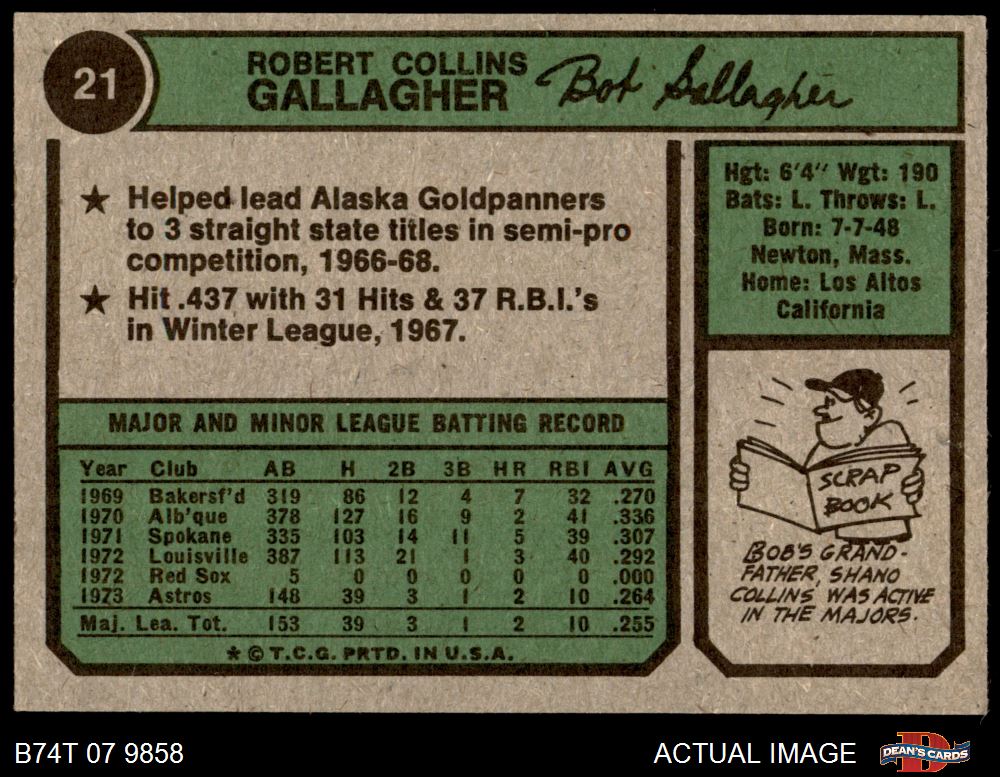 21
ROBERT COLLINS
GALLAGHER
Bob Gallagher
★ Helped lead Alaska Goldpanners
to 3 straight state titles in semi-pro
competition, 1966-68.
★ Hit .437 with 31 Hits & 37 R.B.I.'s
in Winter League, 1967.
Hgt: 6'4" Wgt: 190
Bats: L. Throws: L.
Born: 7-7-48
Newton, Mass.
Home: Los Altos
California
MAJOR AND MINOR LEAGUE BATTING RECORD
Year Club AB H 2B 3B HR RBI AVG
1969 Bakersf'd 319 86 12 4 7 32 .270
1970 Alb'que 378 127 16 9 2 41 .336
1971 Spokane 335 103 14 11 5 39 .307
1972 Louisville 387 113 21 1 3 40 .292
1972 Red Sox 5 0 0 0 0 0 .000
1973 Astros 148 39 3 1 2 10 .264
Maj. Lea. Tot. 153 39 3 1 2 10 .255
* © T.C.G. PRTD. IN U.S.A.
SCRAP
BOOK
BOB'S GRAND-
FATHER, SHANO
COLLINS WAS ACTIVE
IN THE MAJORS.
B74T 07 9858
ACTUAL IMAGE
DEAN'S CARDS